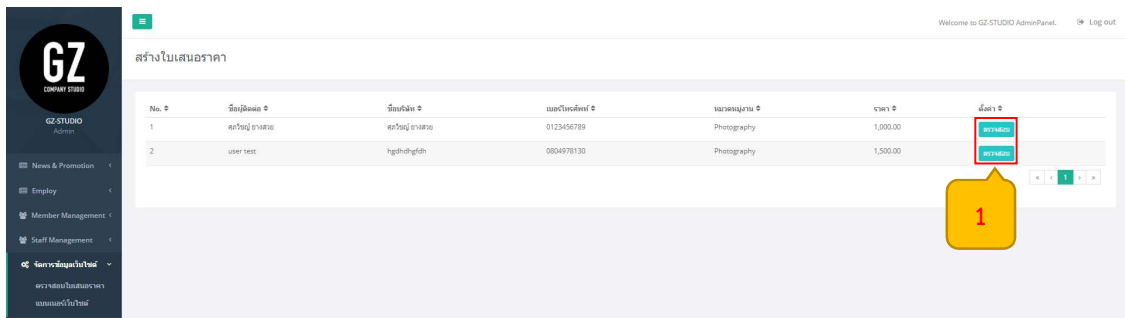 Welcome to GZ-STUDIO AdminPanel. Log out
GZ
COMPANY STUDIO
GZ-STUDIO
Admin
News & Promotion
Employ
Member Management
Staff Management
จัดการข้อมูลเว็บไซต์
ตรวจสอบใบเสนอราคา
แบนเนอร์เว็บไซต์
สร้างใบเสนอราคา
No. ชื่อผู้ติดต่อ ชื่อบริษัท เบอร์โทรศัพท์ หมวดหมู่งาน ราคา ตั้งค่า
1 ศุภวิชญ์ ยางสวย ศุภวิชญ์ ยางสวย 0123456789 Photography 1,000.00 ตรวจสอบ
2 user test hgdhdhgfdh 0804978130 Photography 1,500.00 ตรวจสอบ
« ‹ 1 › »
1